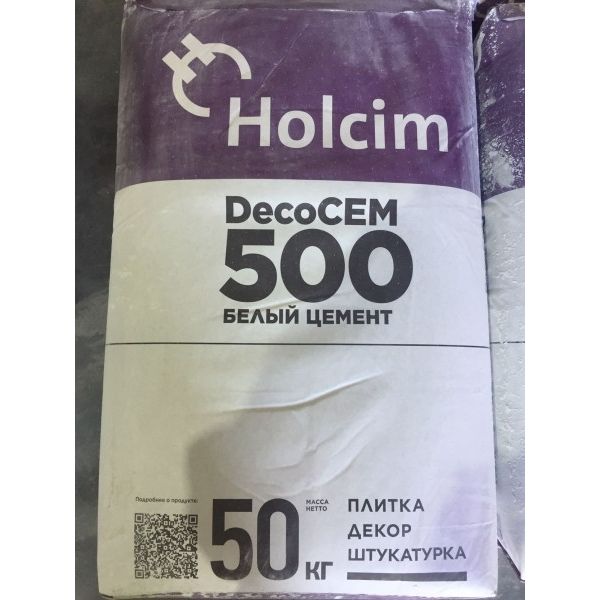 Holcim
DecoCEM
500
БЕЛЫЙ ЦЕМЕНТ
Подробнее о продукте:
50 КГ
МАССА
НЕТТО
ПЛИТКА
ДЕКОР
ШТУКАТУРКА